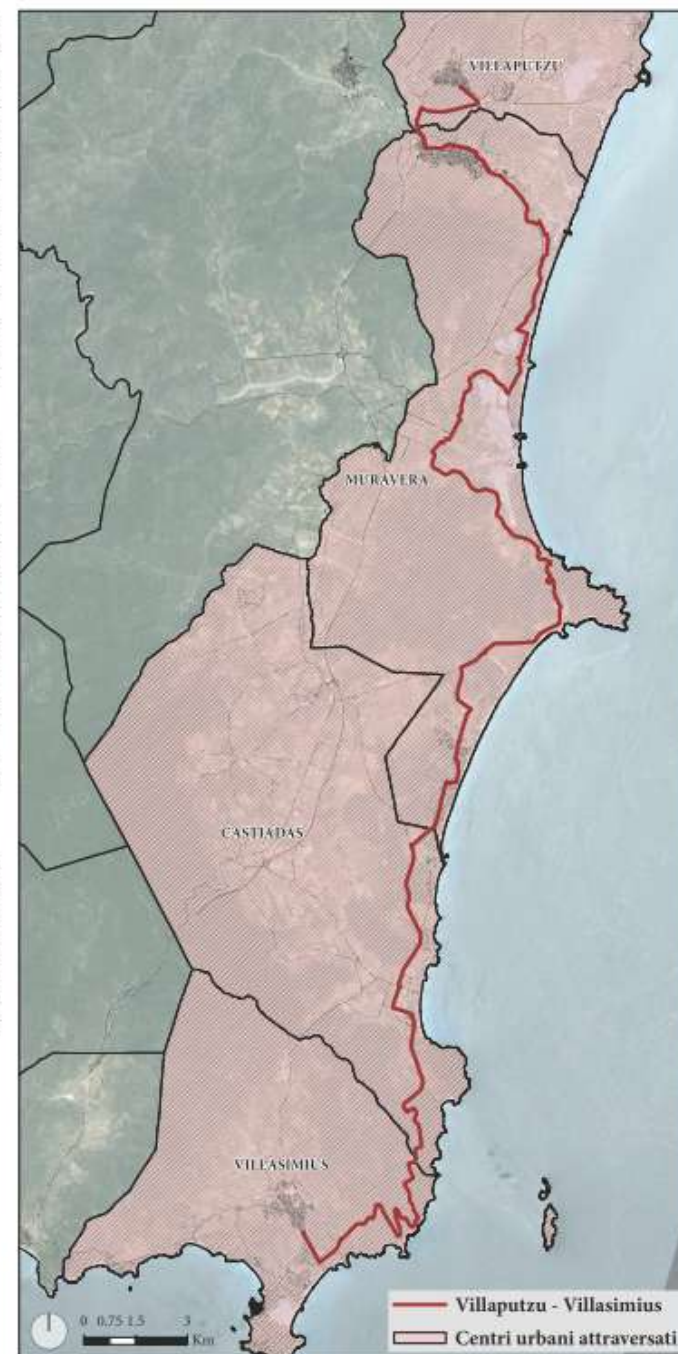 VILLAPUTZU
MURAVERA
CASTIADAS
VILLASIMIUS
0 0.75 1.5 3
Km
Villaputzu - Villasimius
Centri urbani attraversati